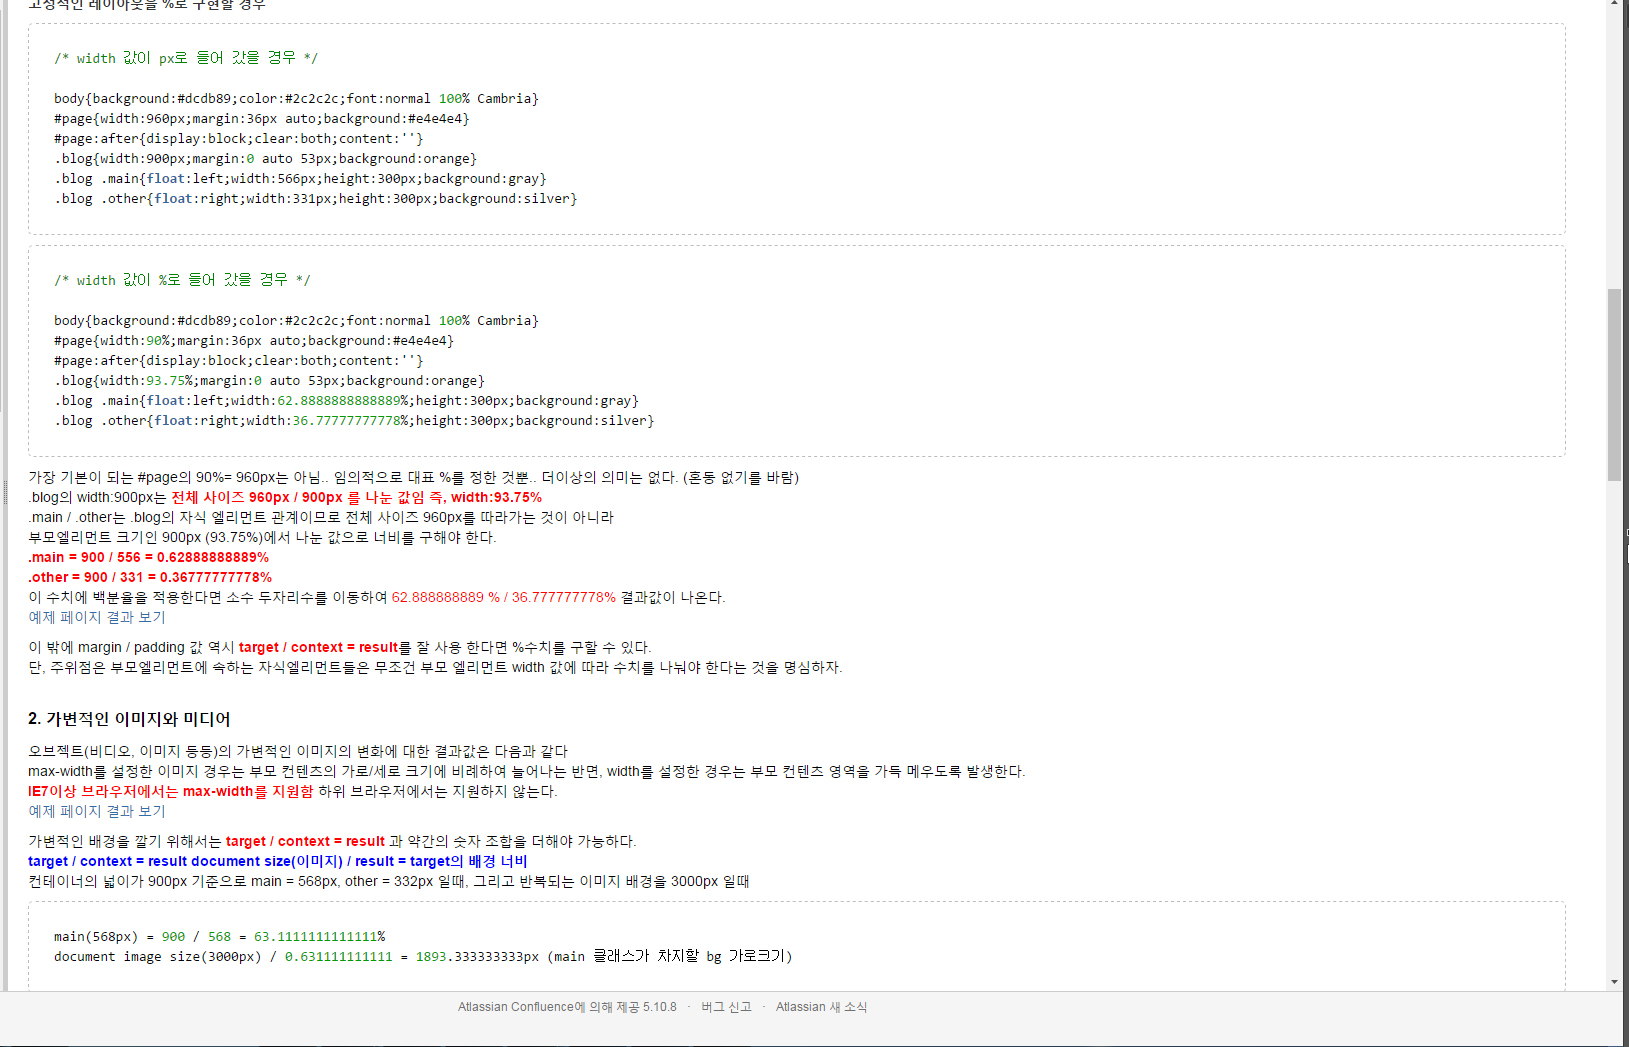 고정적인 레이아웃을 %로 구현할 경우
/* width 값이 px로 들어 갔을 경우 */
body{background:#dcdb89;color:#2c2c2c;font:normal 100% Cambria}
#page{width:960px;margin:36px auto;background:#e4e4e4}
#page:after{display:block;clear:both;content:''}
.blog{width:900px;margin:0 auto 53px;background:orange}
.blog .main{float:left;width:566px;height:300px;background:gray}
.blog .other{float:right;width:331px;height:300px;background:silver}
/* width 값이 %로 들어 갔을 경우 */
body{background:#dcdb89;color:#2c2c2c;font:normal 100% Cambria}
#page{width:90%;margin:36px auto;background:#e4e4e4}
#page:after{display:block;clear:both;content:''}
.blog{width:93.75%;margin:0 auto 53px;background:orange}
.blog .main{float:left;width:62.8888888888889%;height:300px;background:gray}
.blog .other{float:right;width:36.77777777778%;height:300px;background:silver}
가장 기본이 되는 #page의 90%= 960px는 아님.. 임의적으로 대표 %를 정한 것뿐.. 더이상의 의미는 없다. (혼동 없기를 바람)
.blog의 width:900px는 전체 사이즈 960px / 900px 를 나눈 값임 즉, width:93.75%
.main / .other는 .blog의 자식 엘리먼트 관계이므로 전체 사이즈 960px를 따라가는 것이 아니라
부모엘리먼트 크기인 900px (93.75%)에서 나눈 값으로 너비를 구해야 한다.
.main = 900 / 556 = 0.62888888889%
.other = 900 / 331 = 0.36777777778%
이 수치에 백분율을 적용한다면 소수 두자리수를 이동하여 62.888888889 % / 36.777777778% 결과값이 나온다.
예제 페이지 결과 보기
이 밖에 margin / padding 값 역시 target / context = result를 잘 사용 한다면 %수치를 구할 수 있다.
단, 주위점은 부모엘리먼트에 속하는 자식엘리먼트들은 무조건 부모 엘리먼트 width 값에 따라 수치를 나눠야 한다는 것을 명심하자.
2. 가변적인 이미지와 미디어
오브젝트(비디오, 이미지 등등)의 가변적인 이미지의 변화에 대한 결과값은 다음과 같다
max-width를 설정한 이미지 경우는 부모 컨텐츠의 가로/세로 크기에 비례하여 늘어나는 반면, width를 설정한 경우는 부모 컨텐츠 영역을 가득 메우도록 발생한다.
IE7이상 브라우저에서는 max-width를 지원함 하위 브라우저에서는 지원하지 않는다.
예제 페이지 결과 보기
가변적인 배경을 깔기 위해서는 target / context = result 과 약간의 숫자 조합을 더해야 가능하다.
target / context = result document size(이미지) / result = target의 배경 너비
컨테이너의 넓이가 900px 기준으로 main = 568px, other = 332px 일때, 그리고 반복되는 이미지 배경을 3000px 일때
main(568px) = 900 / 568 = 63.1111111111111%
document image size(3000px) / 0.631111111111 = 1893.333333333px (main 클래스가 차지할 bg 가로크기)
Atlassian Confluence에 의해 제공 5.10.8 · 버그 신고 · Atlassian 새 소식